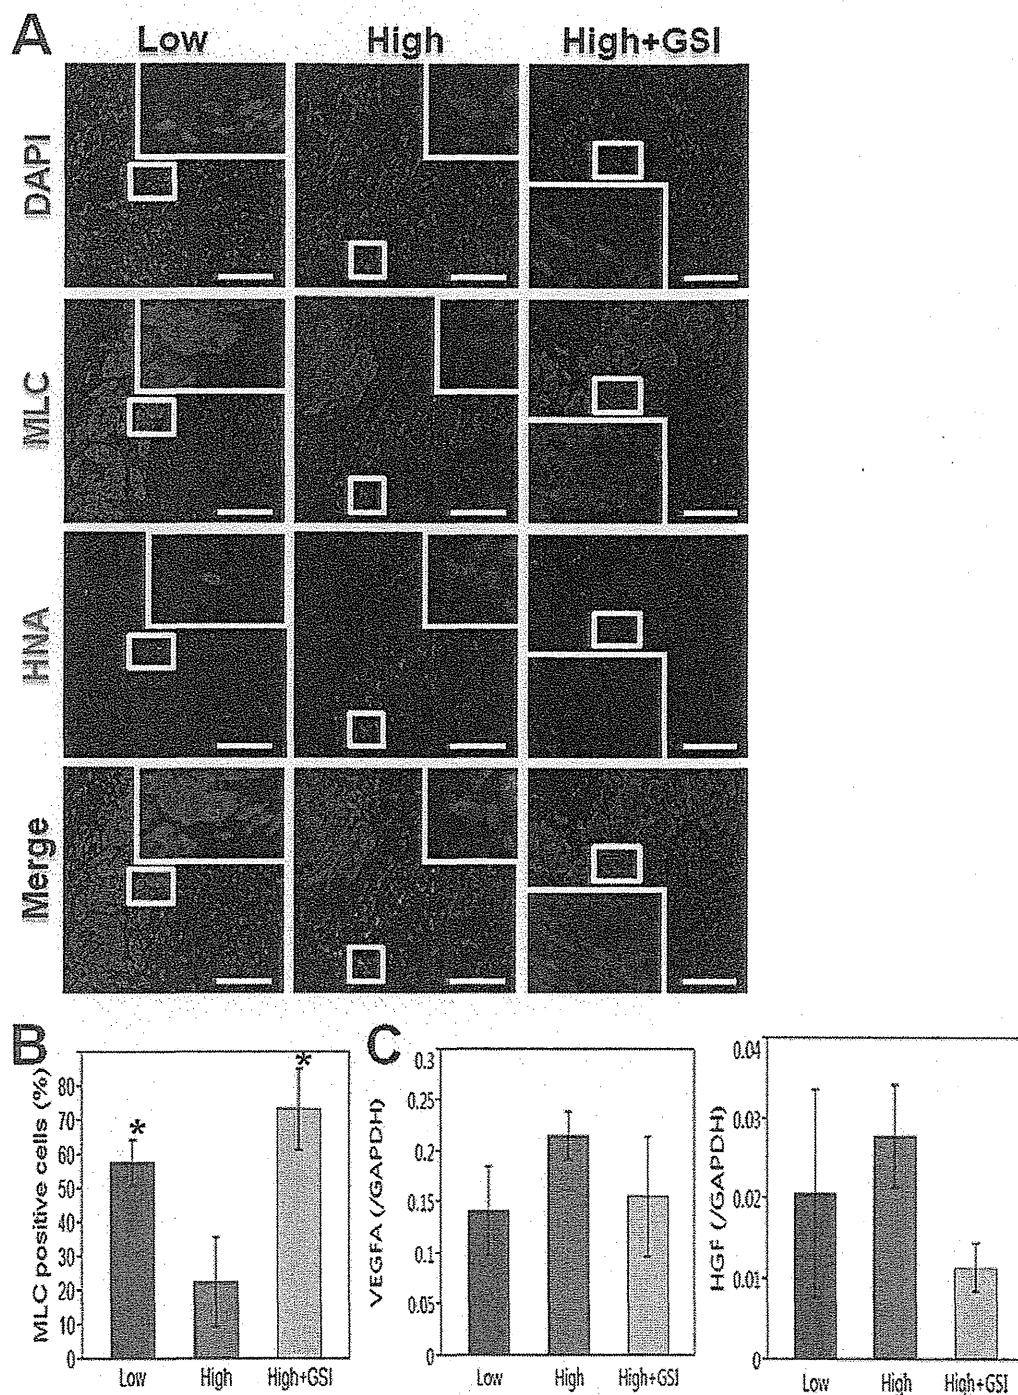 A
Low High High+GSI
DAPI
MLC
HNA
Merge
B
MLC positive cells (%)
80
70
60
50
40
30
20
10
0
*
*
Low High High+GSI
C
VEGFA (/GAPDH)
0.3
0.25
0.2
0.15
0.1
0.05
0
Low High High+GSI
HGF (/GAPDH)
0.04
0.03
0.02
0.01
0
Low High High+GSI